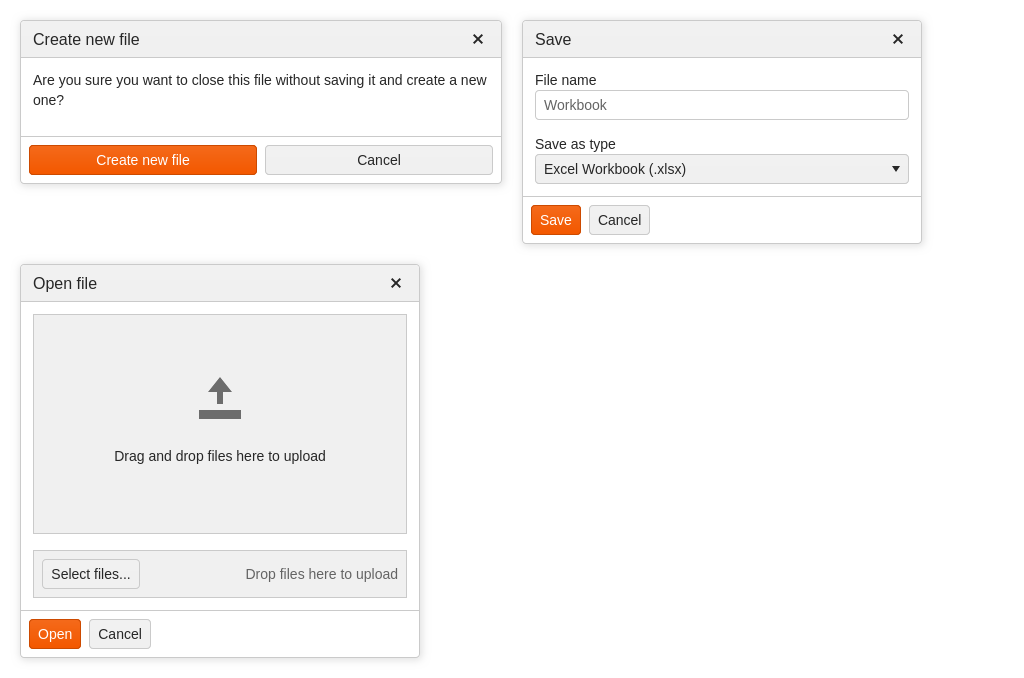 Create new file
Are you sure you want to close this file without saving it and create a new
one?
Create new file
Cancel
Save
File name
Workbook
Save as type
Excel Workbook (.xlsx)
Save
Cancel
Open file
Drag and drop files here to upload
Select files...
Drop files here to upload
Open
Cancel